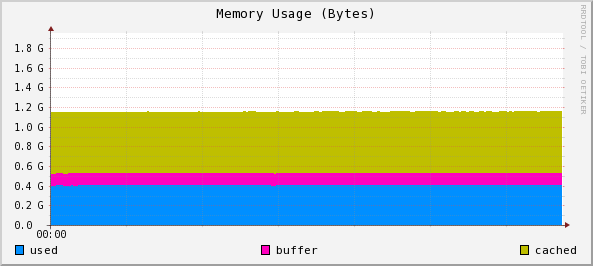 Memory Usage (Bytes)
RRDTOOL / TOBI OETIKER
1.8 G
1.6 G
1.4 G
1.2 G
1.0 G
0.8 G
0.6 G
0.4 G
0.2 G
0.0
00:00
used buffer cached